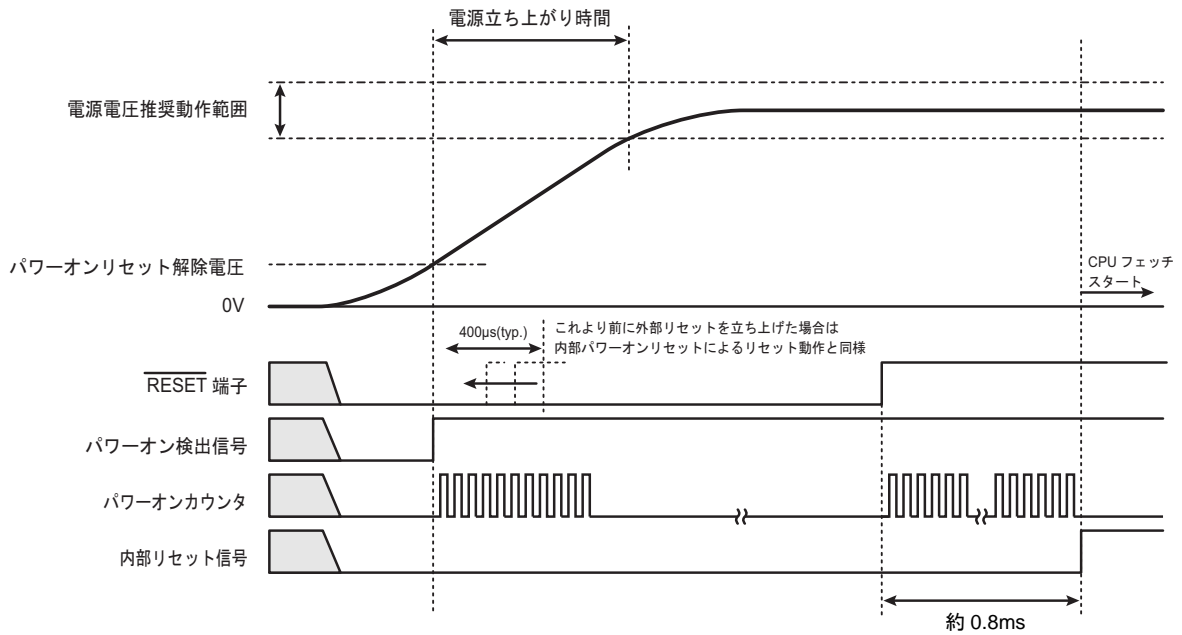 電源立ち上がり時間
電源電圧推奨動作範囲
パワーオンリセット解除電圧
0V
CPU フェッチ
スタート
400μs(typ.)
これより前に外部リセットを立ち上げた場合は
内部パワーオンリセットによるリセット動作と同様
RESET 端子
パワーオン検出信号
パワーオンカウンタ
内部リセット信号
約 0.8ms